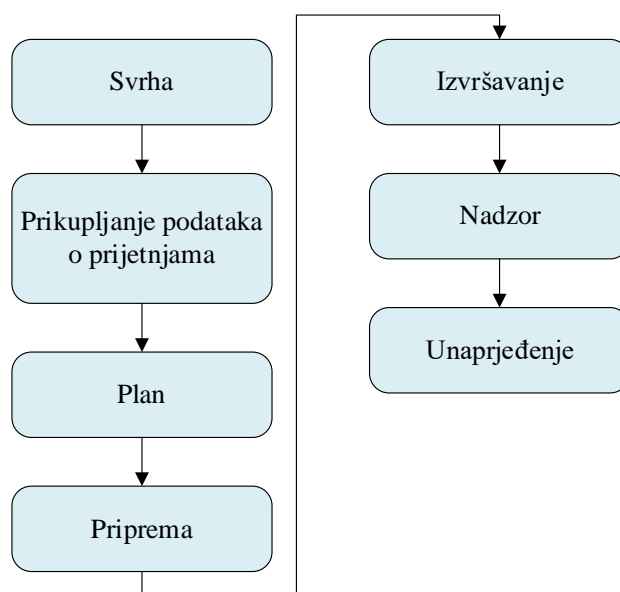 Svrha
Prikupljanje podataka
o prijetnjama
Plan
Priprema
Izvršavanje
Nadzor
Unaprjeđenje